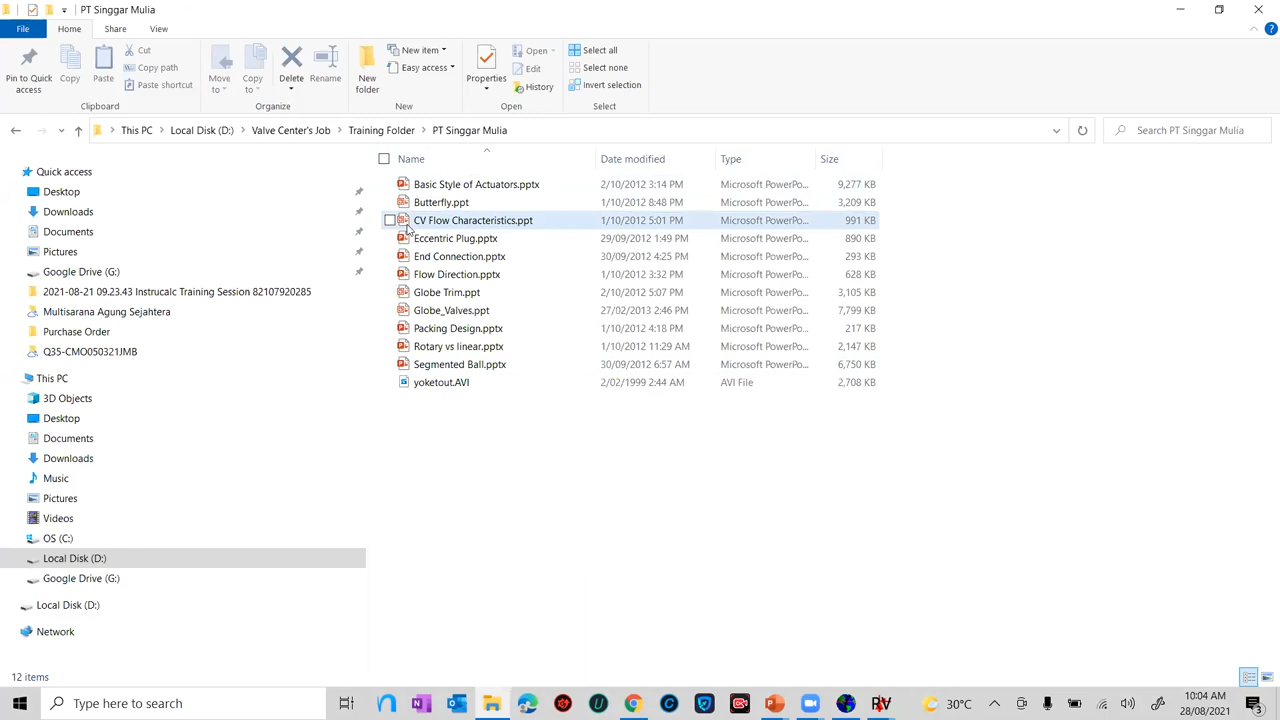 PT Singgar Mulia
File Home Share View
Pin to Quick access
Copy
Paste
Cut
Copy path
Paste shortcut
Move to
Copy to
Delete
Rename
New folder
New item
Easy access
Properties
Open
Edit
History
Select all
Select none
Invert selection
Clipboard Organize New Open Select
This PC Local Disk (D:) Valve Center's Job Training Folder PT Singgar Mulia
Search PT Singgar Mulia
Quick access
Desktop
Downloads
Documents
Pictures
Google Drive (G:)
2021-08-21 09.23.43 Instrucalc Training Session 82107920285
Multisarana Agung Sejahtera
Purchase Order
Q35-CMO050321JMB
This PC
3D Objects
Desktop
Documents
Downloads
Music
Pictures
Videos
OS (C:)
Local Disk (D:)
Google Drive (G:)
Local Disk (D:)
Network
Name Date modified Type Size
Basic Style of Actuators.pptx 2/10/2012 3:14 PM Microsoft PowerPo... 9,277 KB
Butterfly.ppt 1/10/2012 8:48 PM Microsoft PowerPo... 3,209 KB
CV Flow Characteristics.ppt 1/10/2012 5:01 PM Microsoft PowerPo... 991 KB
Eccentric Plug.pptx 29/09/2012 1:49 PM Microsoft PowerPo... 890 KB
End Connection.pptx 30/09/2012 4:25 PM Microsoft PowerPo... 293 KB
Flow Direction.pptx 1/10/2012 3:32 PM Microsoft PowerPo... 628 KB
Globe Trim.ppt 2/10/2012 5:07 PM Microsoft PowerPo... 3,105 KB
Globe_Valves.ppt 27/02/2013 2:46 PM Microsoft PowerPo... 7,799 KB
Packing Design.pptx 1/10/2012 4:18 PM Microsoft PowerPo... 217 KB
Rotary vs linear.pptx 1/10/2012 11:29 AM Microsoft PowerPo... 2,147 KB
Segmented Ball.pptx 30/09/2012 6:57 AM Microsoft PowerPo... 6,750 KB
yoketout.AVI 2/02/1999 2:44 AM AVI File 2,708 KB
12 items
Type here to search
30°C
10:04 AM
28/08/2021
3